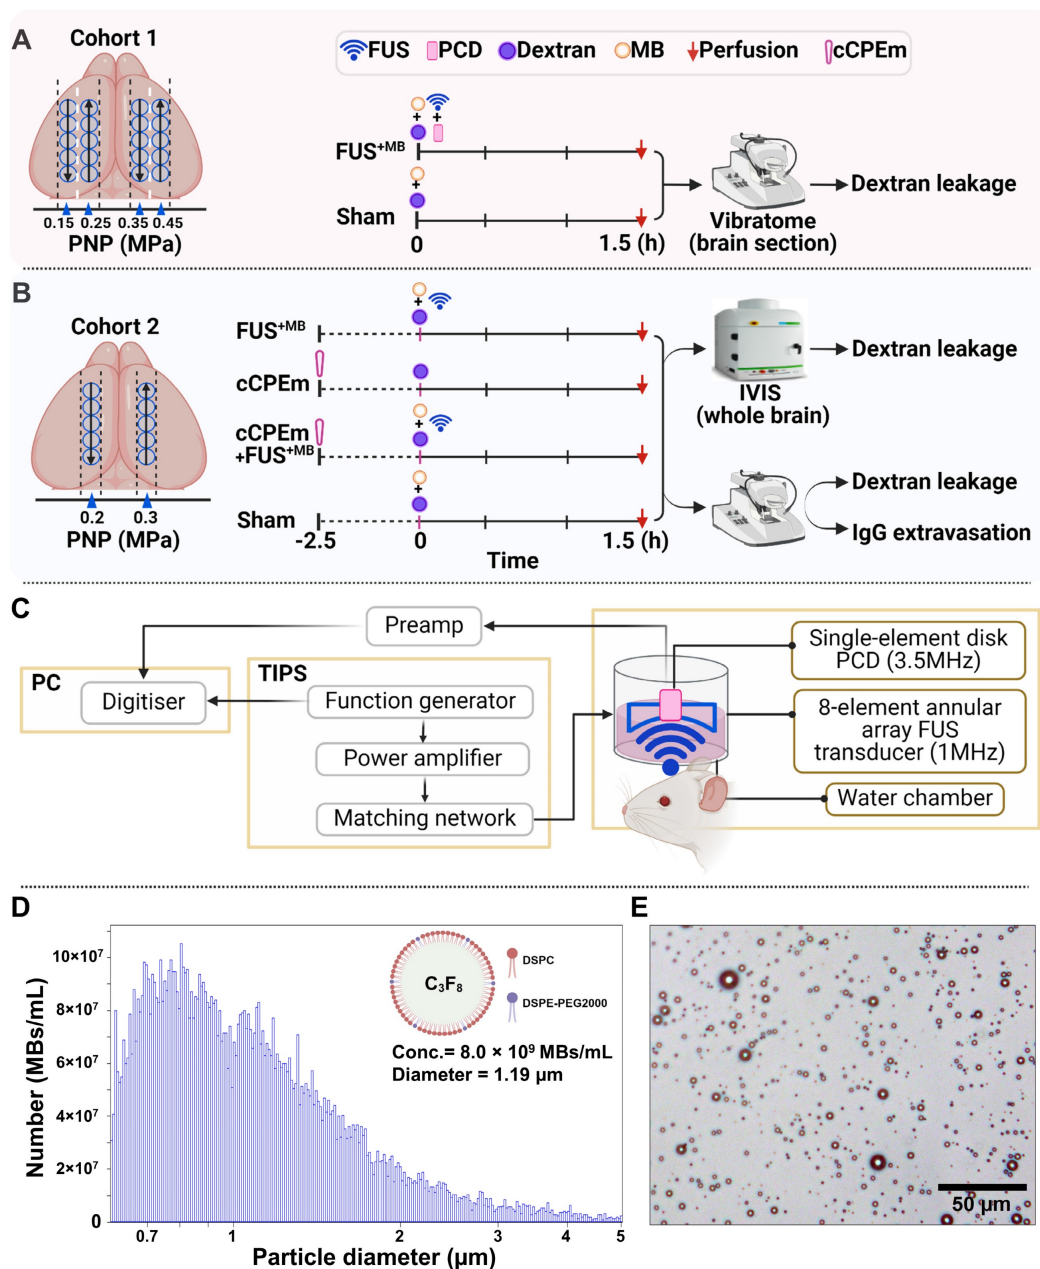 A
Cohort 1
0.15 0.25 0.35 0.45
PNP (MPa)
FUS PCD Dextran MB Perfusion cCPEm
+
+
FUS+MB
+
Sham
0
1.5 (h)
Vibratome
(brain section)
Dextran leakage
B
Cohort 2
0.2 0.3
PNP (MPa)
+
FUS+MB
cCPEm
+
cCPEm
+FUS+MB
+
Sham
-2.5 0 1.5 (h)
Time
IVIS
(whole brain)
Dextran leakage
Dextran leakage
IgG extravasation
C
Preamp
PC
Digitiser
TIPS
Function generator
Power amplifier
Matching network
Single-element disk
PCD (3.5MHz)
8-element annular
array FUS
transducer (1MHz)
Water chamber
D
Number (MBs/mL)
10×10⁷
8×10⁷
6×10⁷
4×10⁷
2×10⁷
0
0.7 1 2 3 4 5
Particle diameter (µm)
C₃F₈
DSPC
DSPE-PEG2000
Conc.= 8.0 × 10⁹ MBs/mL
Diameter = 1.19 µm
E
50 µm